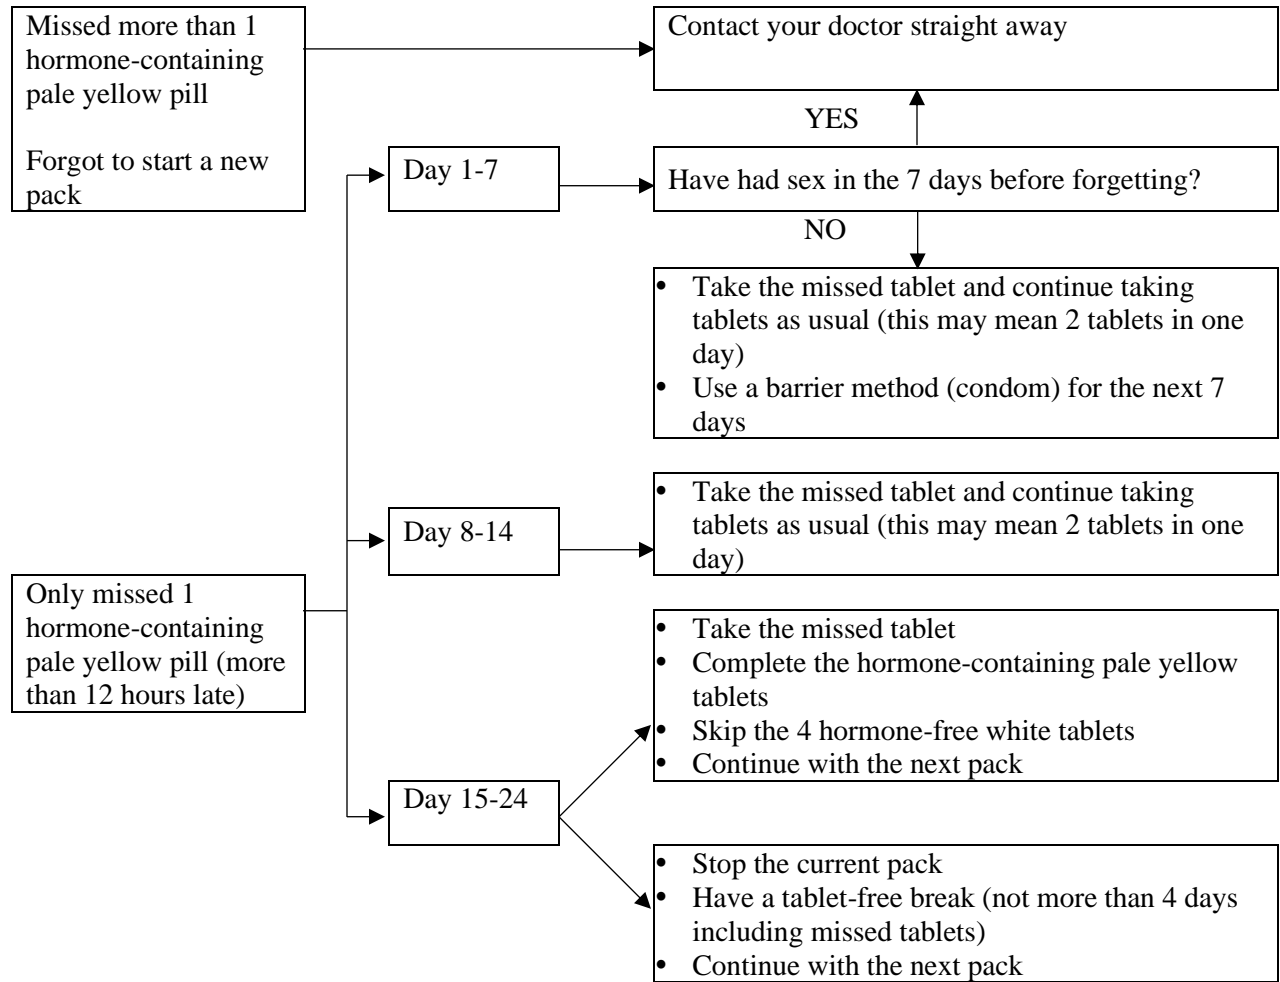 Missed more than 1
hormone-containing
pale yellow pill
Forgot to start a new
pack
Contact your doctor straight away
YES
Day 1-7
Have had sex in the 7 days before forgetting?
NO
• Take the missed tablet and continue taking
tablets as usual (this may mean 2 tablets in one
day)
• Use a barrier method (condom) for the next 7
days
Only missed 1
hormone-containing
pale yellow pill (more
than 12 hours late)
Day 8-14
• Take the missed tablet and continue taking
tablets as usual (this may mean 2 tablets in one
day)
Day 15-24
• Take the missed tablet
• Complete the hormone-containing pale yellow
tablets
• Skip the 4 hormone-free white tablets
• Continue with the next pack
• Stop the current pack
• Have a tablet-free break (not more than 4 days
including missed tablets)
• Continue with the next pack